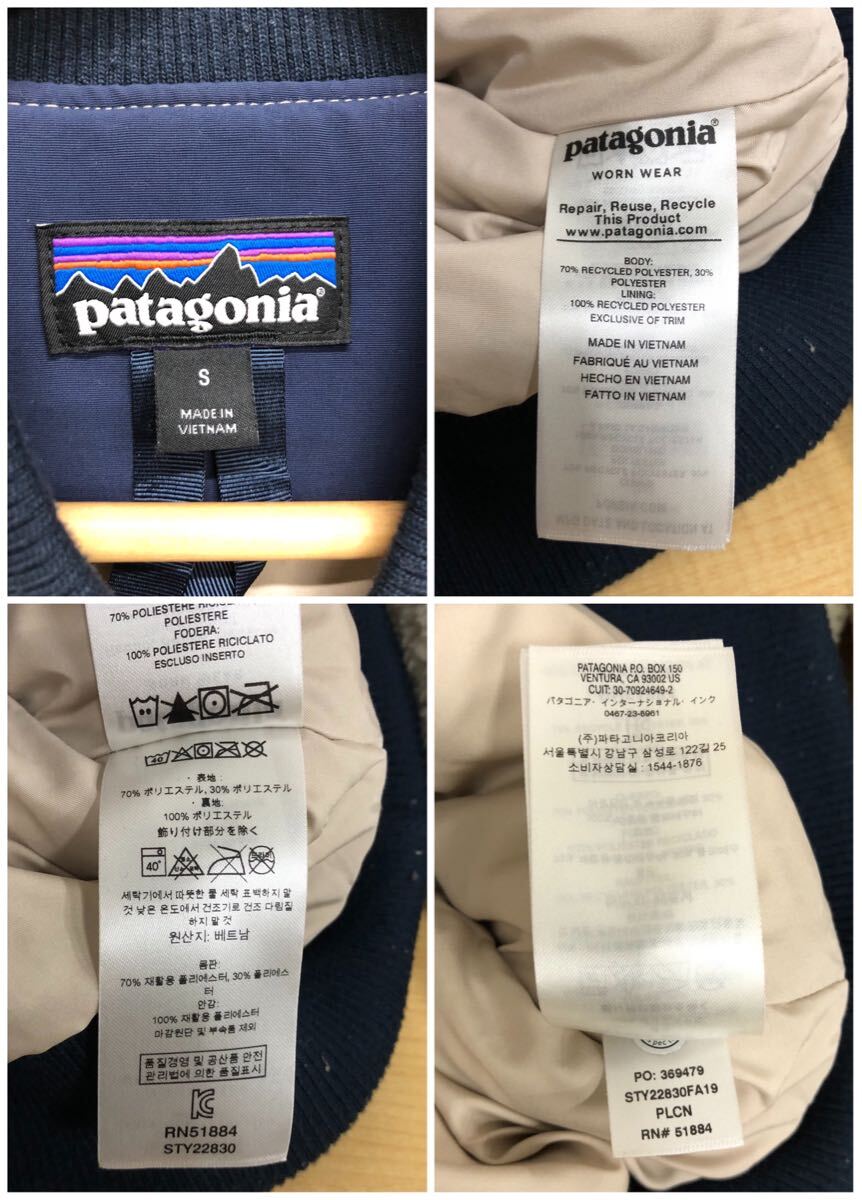 patagonia®
S
MADE IN
VIETNAM
patagonia®
WORN WEAR
Repair, Reuse, Recycle
This Product
www.patagonia.com
BODY:
70% RECYCLED POLYESTER, 30%
POLYESTER
LINING:
100% RECYCLED POLYESTER
EXCLUSIVE OF TRIM
MADE IN VIETNAM
FABRIQUÉ AU VIETNAM
HECHO EN VIETNAM
FATTO IN VIETNAM
POLIESTERE
FODERA:
100% POLIESTERE RICICLATO
ESCLUSO INSERTO
40
・表地:
70% ポリエステル, 30% ポリエステル
・裏地:
100% ポリエステル
飾り付け部分を除く
40°
세탁기에서 따뜻한 물 세탁 표백하지 말
것 낮은 온도에서 건조기로 건조 다림질
하지 말 것
원산지: 베트남
몸판:
70% 재활용 폴리에스터, 30% 폴리에스
터
안감:
100% 재활용 폴리에스터
마감원단 및 부속품 제외
품질경영 및 공산품 안전
관리법에 의한 품질표시
RN51884
STY22830
PATAGONIA P.O. BOX 150
VENTURA, CA 93002 US
CUIT: 30-70924649-2
パタゴニア・インターナショナル・インク
0467-23-8961
(주)파타고니아코리아
서울특별시 강남구 삼성로 122길 25
소비자상담실: 1544-1876
PO: 369479
STY22830FA19
PLCN
RN# 51884